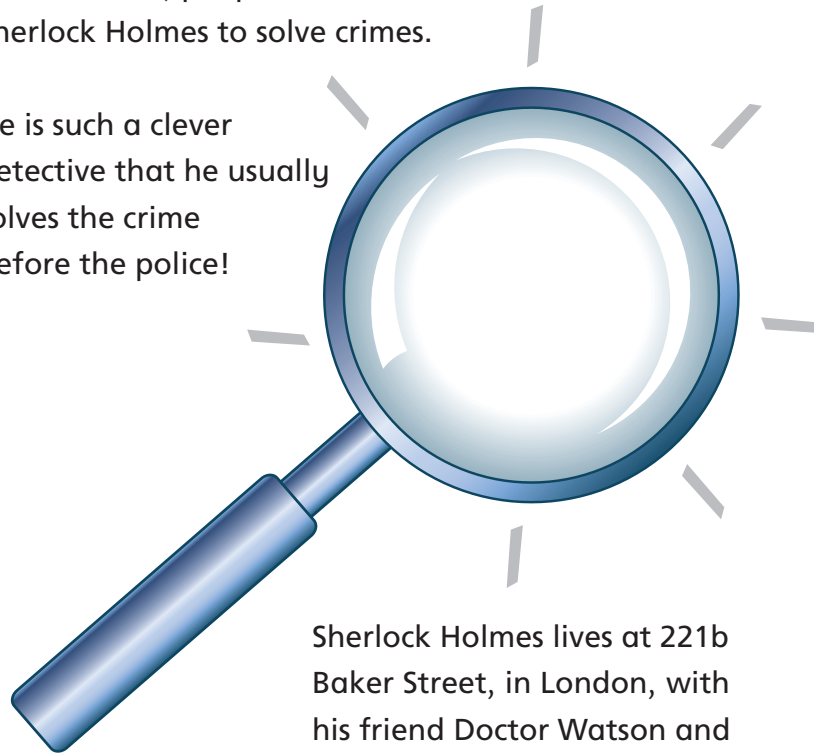 herlock Holmes to solve crimes.
e is such a clever
etective that he usually
olves the crime
efore the police!
Sherlock Holmes lives at 221b
Baker Street, in London, with
his friend Doctor Watson and